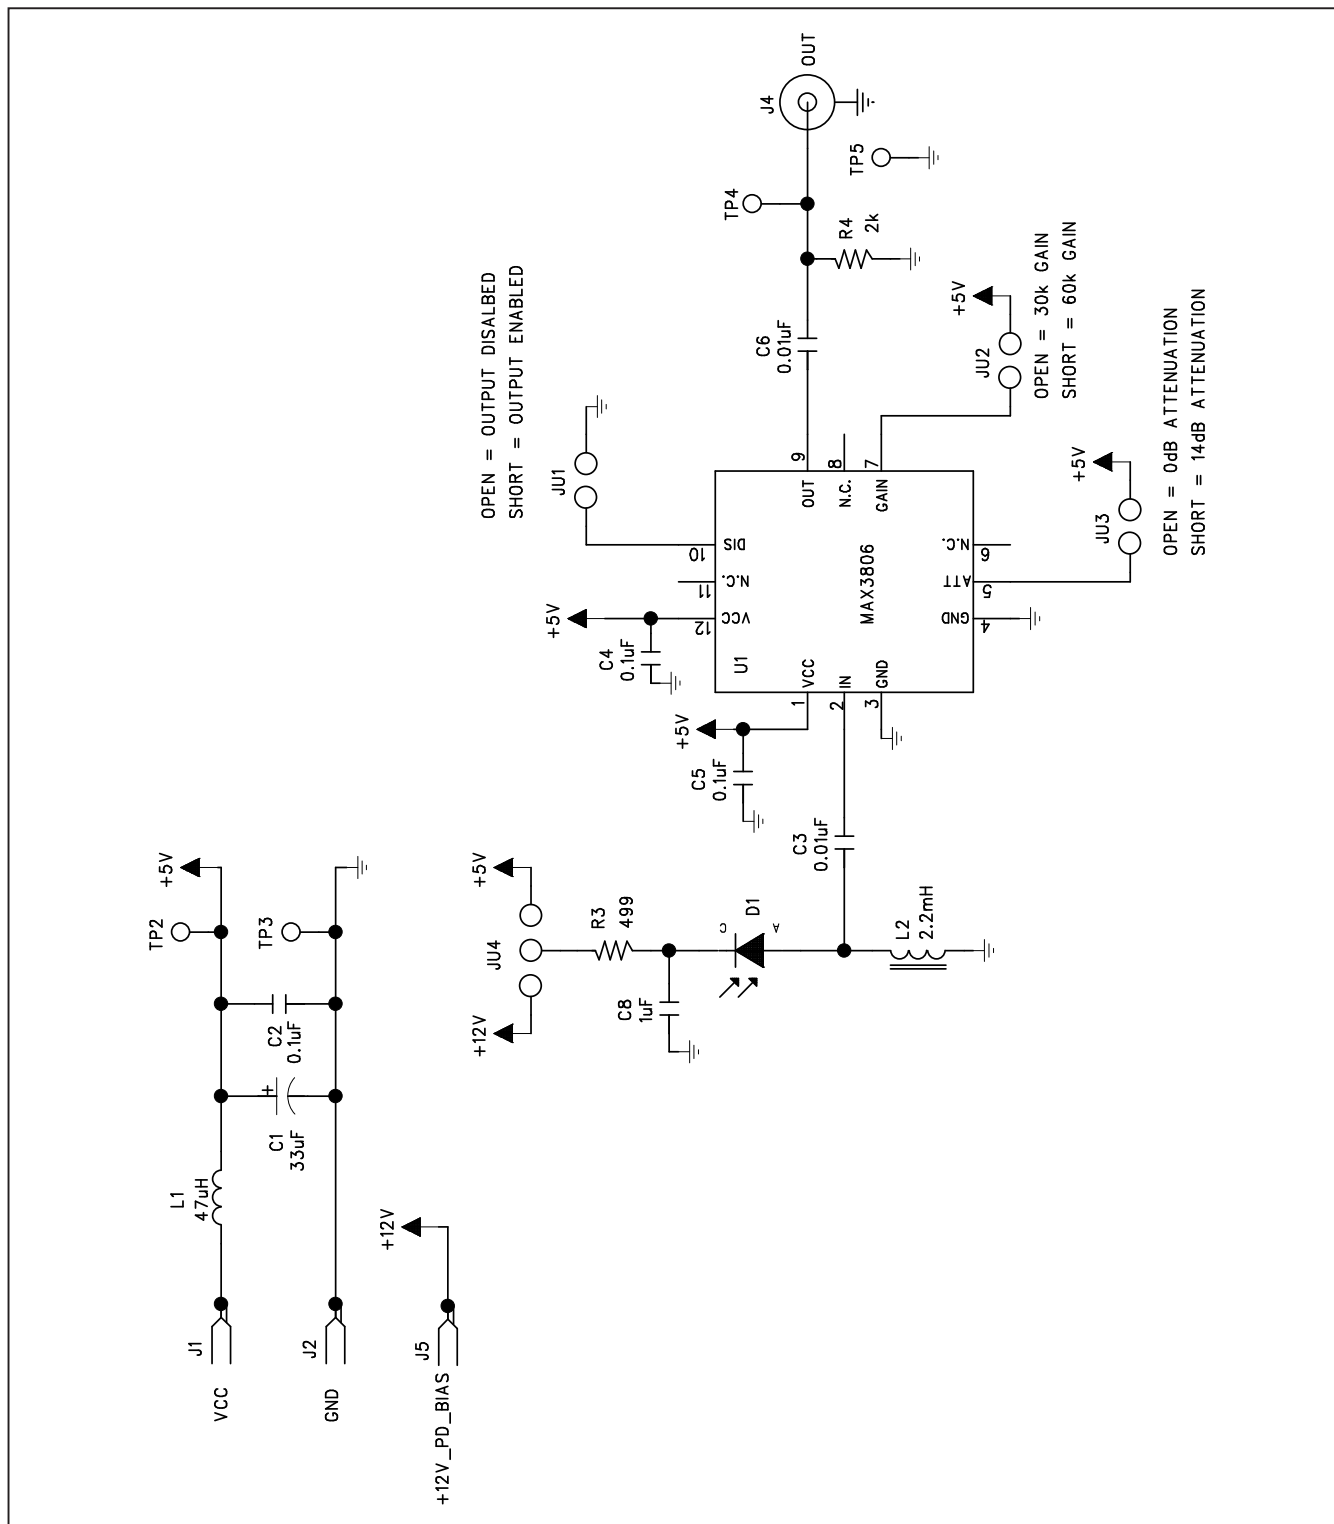 VCC
J1
L1
47uH
+
C1
33uF
C2
0.1uF
TP2
+5V
GND
J2
TP3
+12V_PD_BIAS
J5
+12V
+12V
JU4
+5V
R3
499
C8
1uF
C
D1
A
L2
2.2mH
C3
0.01uF
C5
0.1uF
+5V
C4
0.1uF
+5V
U1
MAX3806
1
VCC
2
IN
3
GND
4
GND
5
ATT
6
N.C.
7
GAIN
8
N.C.
9
OUT
10
DIS
11
N.C.
12
VCC
JU1
OPEN = OUTPUT DISALBED
SHORT = OUTPUT ENABLED
C6
0.01uF
R4
2k
TP4
TP5
J4
OUT
JU2
+5V
OPEN = 30k GAIN
SHORT = 60k GAIN
JU3
+5V
OPEN = 0dB ATTENUATION
SHORT = 14dB ATTENUATION